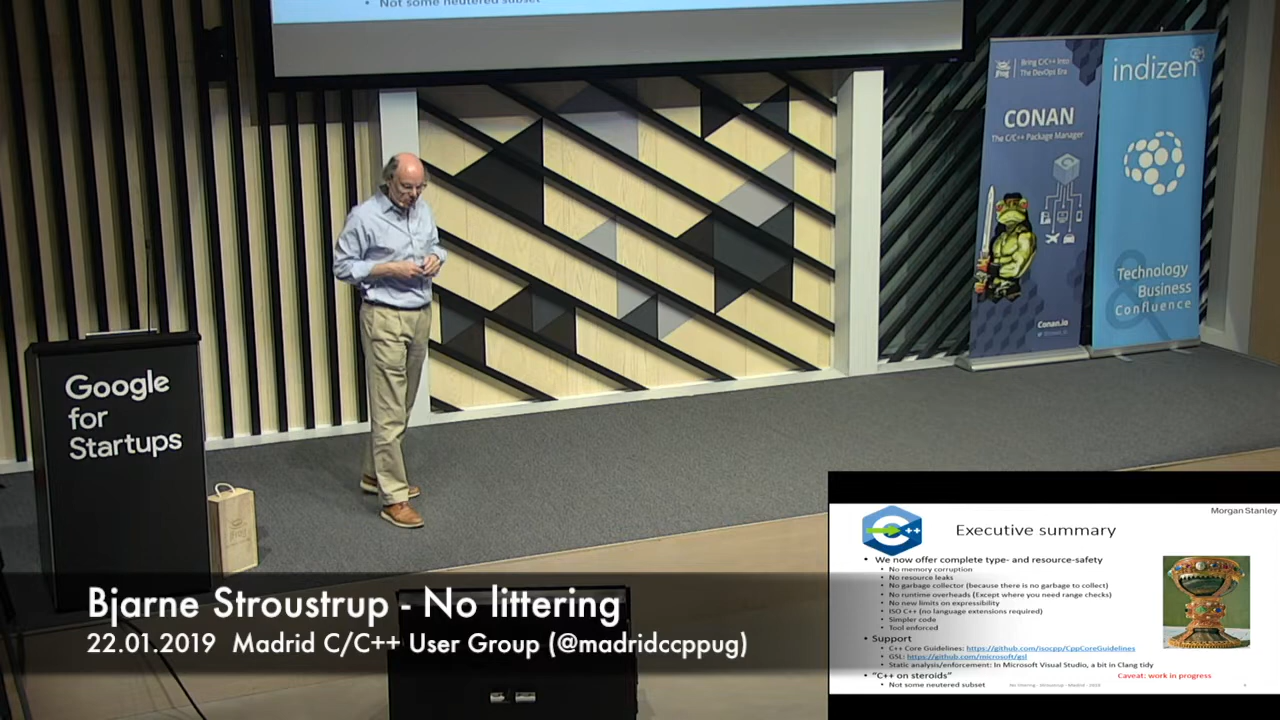 Not some neutered subset
Bring C/C++ Into
The DevOps Era
CONAN
The C/C++ Package Manager
Conan.io
indizen
Technology
Business
Confluence
Google
for
Startups
Bjarne Stroustrup - No littering
22.01.2019 Madrid C/C++ User Group (@madridccppug)
Morgan Stanley
Executive summary
• We now offer complete type- and resource-safety
• No memory corruption
• No resource leaks
• No garbage collector (because there is no garbage to collect)
• No runtime overheads (Except where you need range checks)
• No new limits on expressibility
• ISO C++ (no language extensions required)
• Simpler code
• Tool enforced
• Support
• C++ Core Guidelines: https://github.com/isocpp/CppCoreGuidelines
• GSL: https://github.com/microsoft/gsl
• Static analysis/enforcement: In Microsoft Visual Studio, a bit in Clang tidy
• "C++ on steroids"
Caveat: work in progress
• Not some neutered subset
No littering - Stroustrup - Madrid - 2019